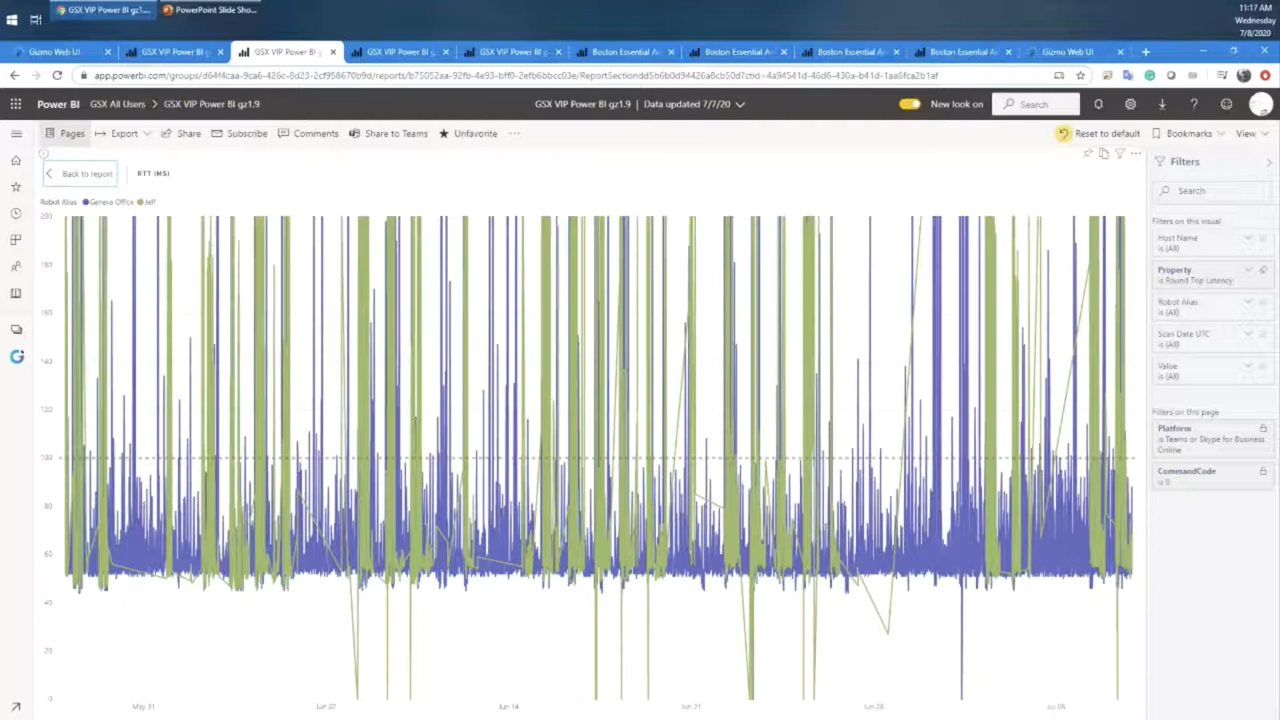 GSX VIP Power BI gz1....
PowerPoint Slide Sho...
11:17 AM
Wednesday
7/8/2020
Gizmo Web UI
GSX VIP Power BI g
GSX VIP Power BI g
GSX VIP Power BI g
GSX VIP Power BI g
Boston Essential A
Boston Essential A
Boston Essential A
Boston Essential A
Gizmo Web UI
app.powerbi.com/groups/d64f4caa-9ca6-426c-8d23-2cf958670b9d/reports/b75052aa-92fb-4e93-bff0-2efb6bbcc03e/ReportSectiondd5b6b0d94426a8cb50d?ctid=4a94541d-46d6-430a-b41d-1aa6fca2b1af
Power BI GSX All Users > GSX VIP Power BI gz1.9
GSX VIP Power BI gz1.9 | Data updated 7/7/20
New look on
Search
Pages Export Share Subscribe Comments Share to Teams Unfavorite ...
Reset to default Bookmarks View
Back to report
RTT (MS)
Robot Alias Geneva Office Jeff
200
180
160
140
120
100
80
60
40
20
0
May 31 Jun 07 Jun 14 Jun 21 Jun 28 Jul 05
Filters
Search
Filters on this visual
Host Name
is (All)
Property
is Round Trip Latency
Robot Alias
is (All)
Scan Date UTC
is (All)
Value
is (All)
Filters on this page
Platform
is Teams or Skype for Business
Online
CommandCode
is 0